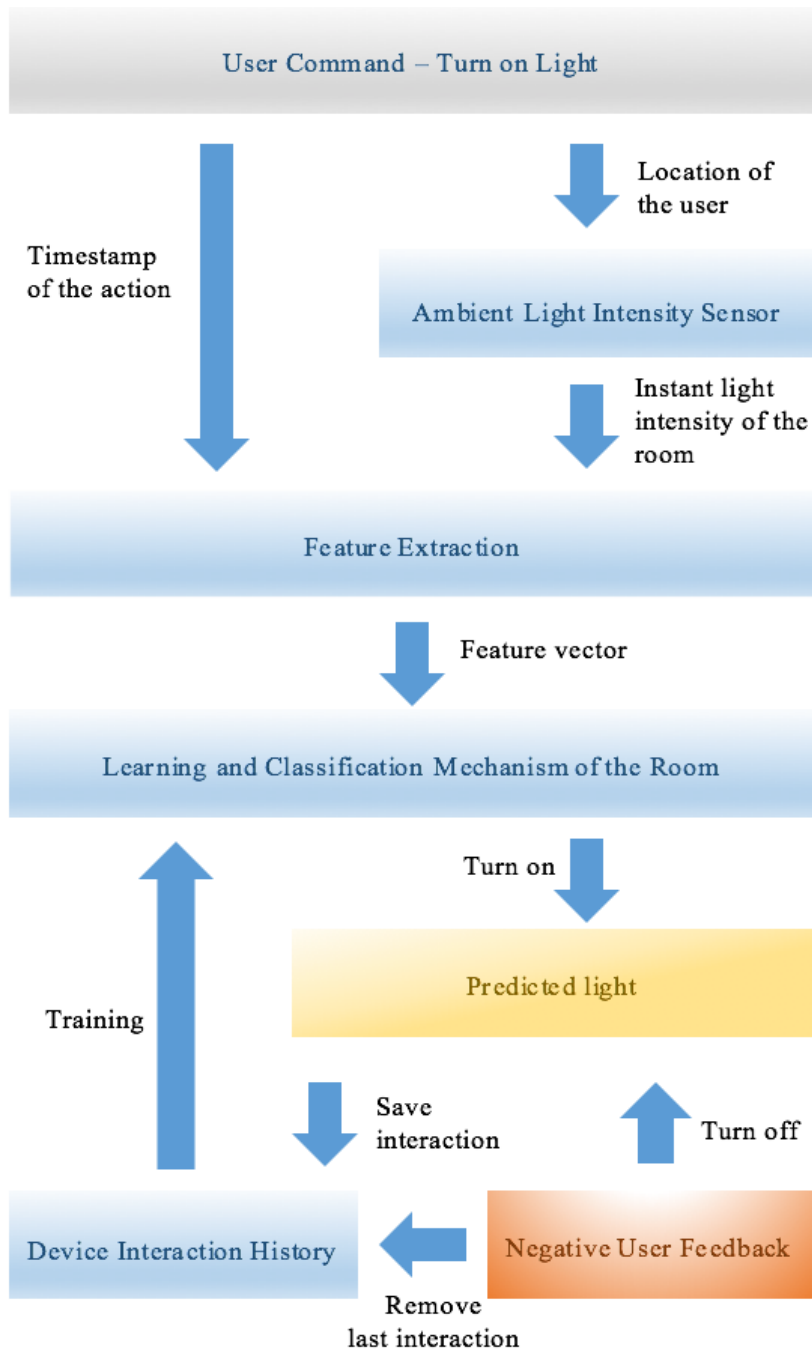 User Command – Turn on Light
Location of
the user
Timestamp
of the action
Ambient Light Intensity Sensor
Instant light
intensity of the
room
Feature Extraction
Feature vector
Learning and Classification Mechanism of the Room
Turn on
Predicted light
Training
Save
interaction
Turn off
Device Interaction History
Negative User Feedback
Remove
last interaction